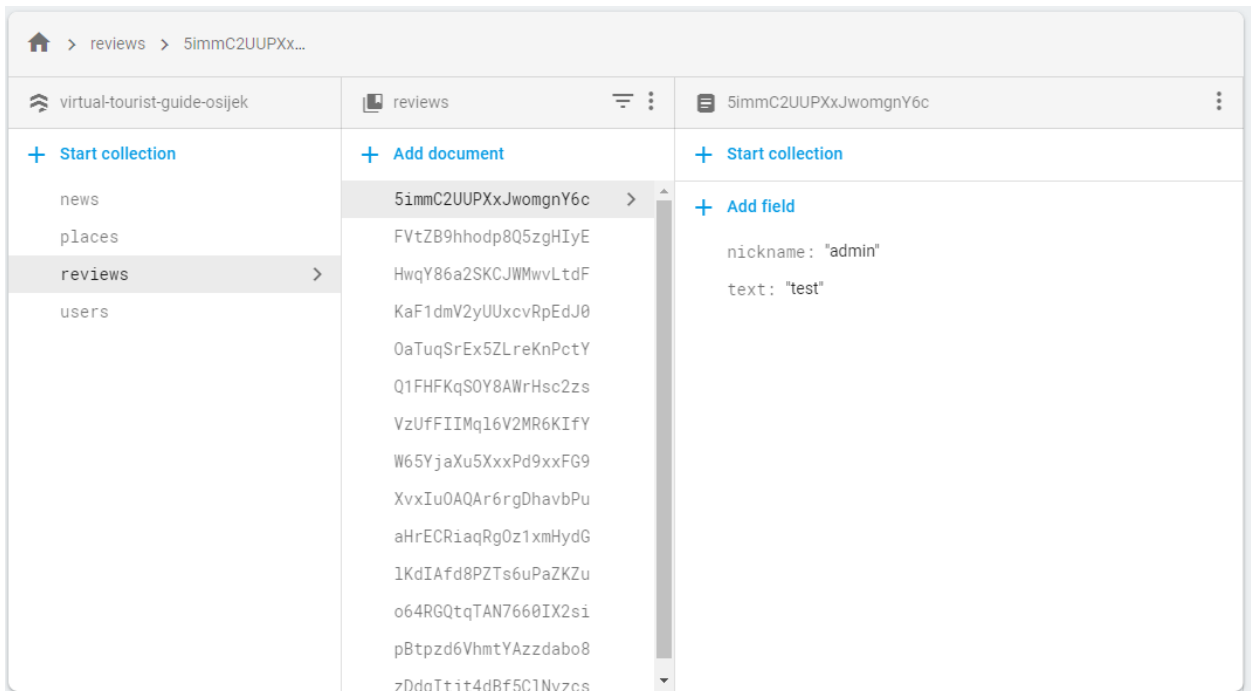 reviews > 5immC2UUPXx...
virtual-tourist-guide-osijek
+ Start collection
news
places
reviews
users
reviews
+ Add document
5immC2UUPXxJwomgnY6c
FVtZB9hhodp8Q5zgHIyE
HwqY86a2SKCJWMwvLtdF
KaF1dmV2yUUxcvRpEdJ0
OaTuqSrEx5ZLreKnPctY
Q1FHFKqSOY8AWrHsc2zs
VzUfFIIMql6V2MR6KIfY
W65YjaXu5XxxPd9xxFG9
XvxIuOAQAr6rgDhavbPu
aHrECRiaqRgOz1xmHydG
lKdIAfd8PZTs6uPaZKZu
o64RGQtqTAN7660IX2si
pBtpzd6VhmtYAzzdabo8
5immC2UUPXxJwomgnY6c
+ Start collection
+ Add field
nickname: "admin"
text: "test"